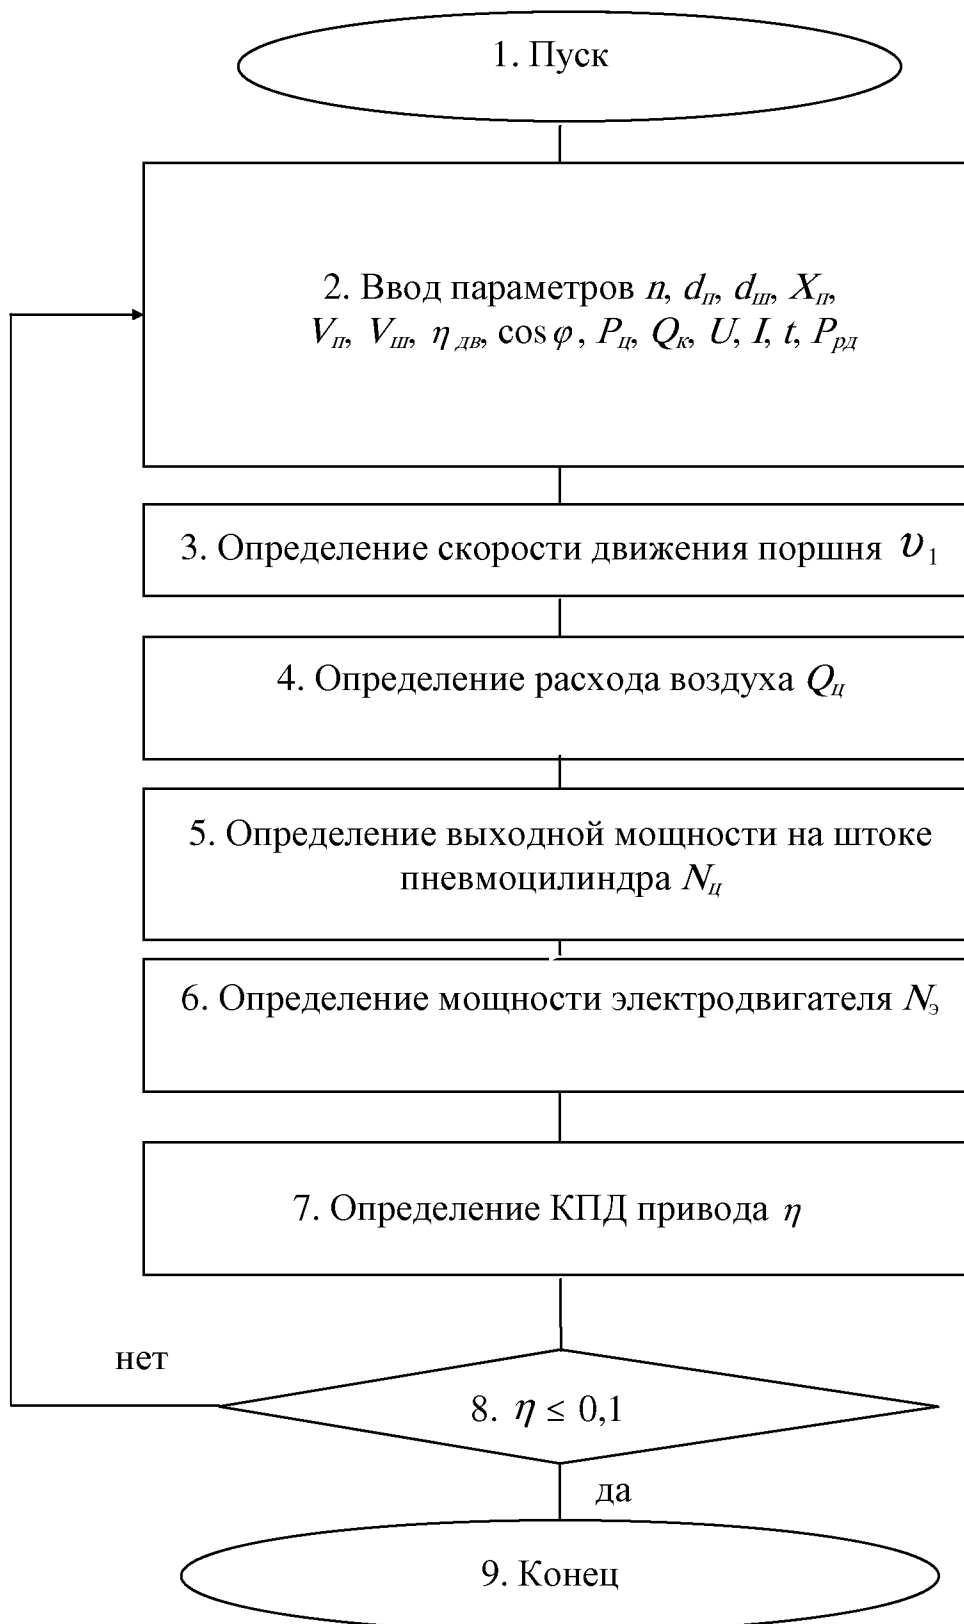 1. Пуск
2. Ввод параметров n, dп, dш, Xп,
Vп, Vш, η дв, cos φ, Pц, Qк, U, I, t, Pрд
3. Определение скорости движения поршня υ1
4. Определение расхода воздуха Qц
5. Определение выходной мощности на штоке
пневмоцилиндра Nц
6. Определение мощности электродвигателя Nэ
7. Определение КПД привода η
нет
8. η ≤ 0,1
да
9. Конец